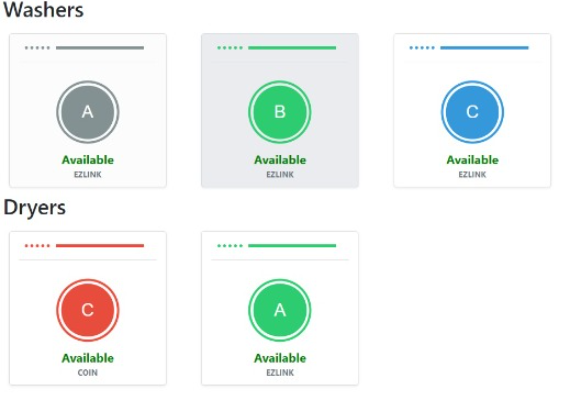 Washers
A
B
C
Available
Available
Available
EZLINK
EZLINK
EZLINK
Dryers
C
A
Available
Available
COIN
EZLINK